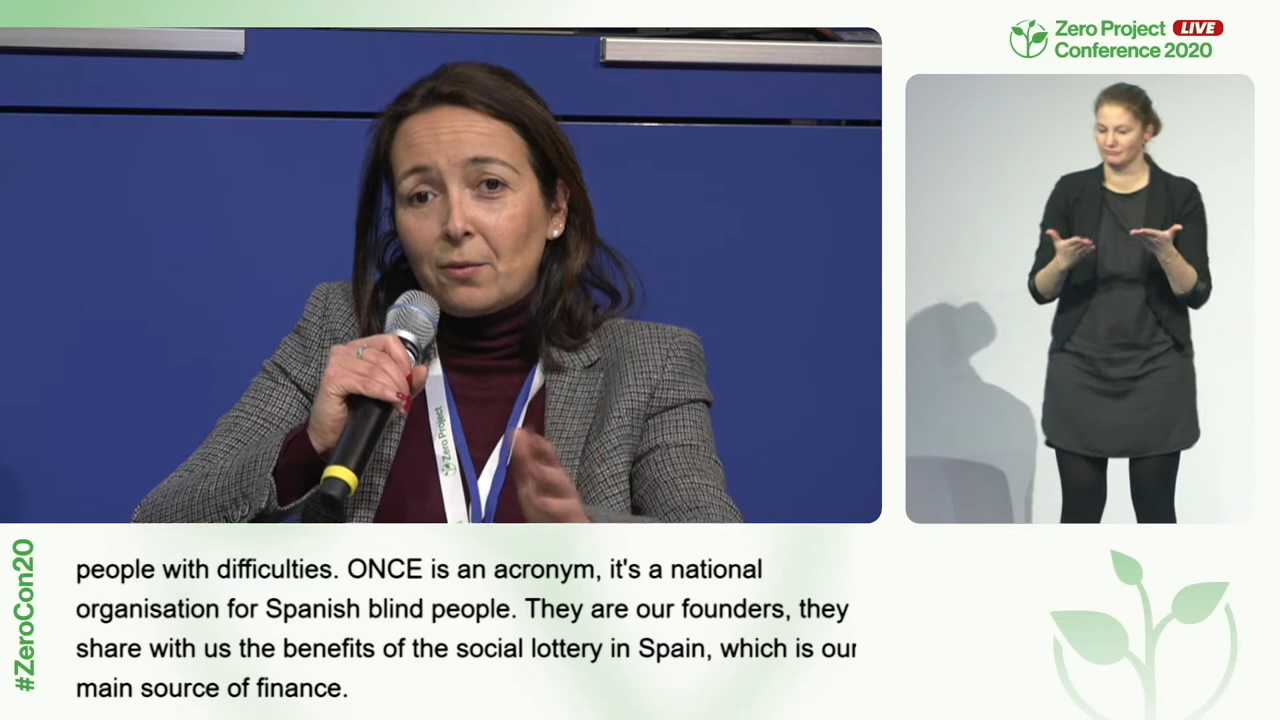 Zero Project LIVE
Conference 2020
Zero Project
#ZeroCon20
people with difficulties. ONCE is an acronym, it's a national
organisation for Spanish blind people. They are our founders, they
share with us the benefits of the social lottery in Spain, which is our
main source of finance.